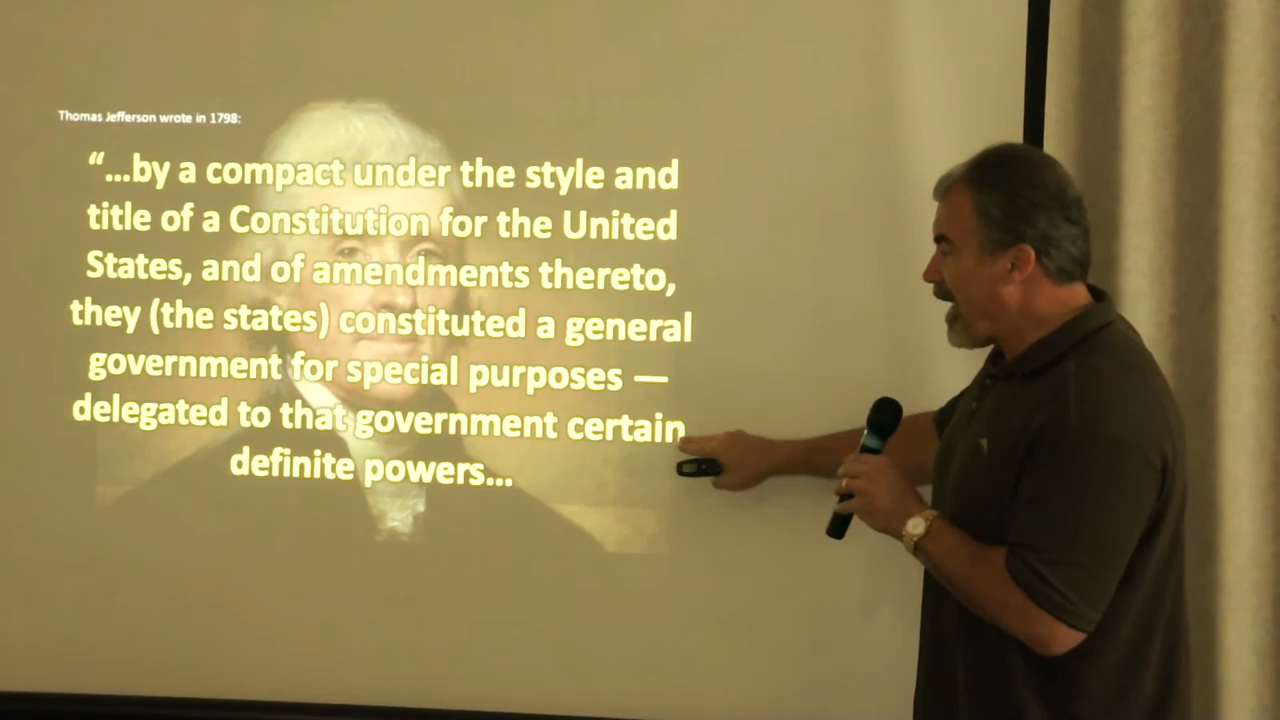 Thomas Jefferson wrote in 1798:
“...by a compact under the style and
title of a Constitution for the United
States, and of amendments thereto,
they (the states) constituted a general
government for special purposes —
delegated to that government certain
definite powers...